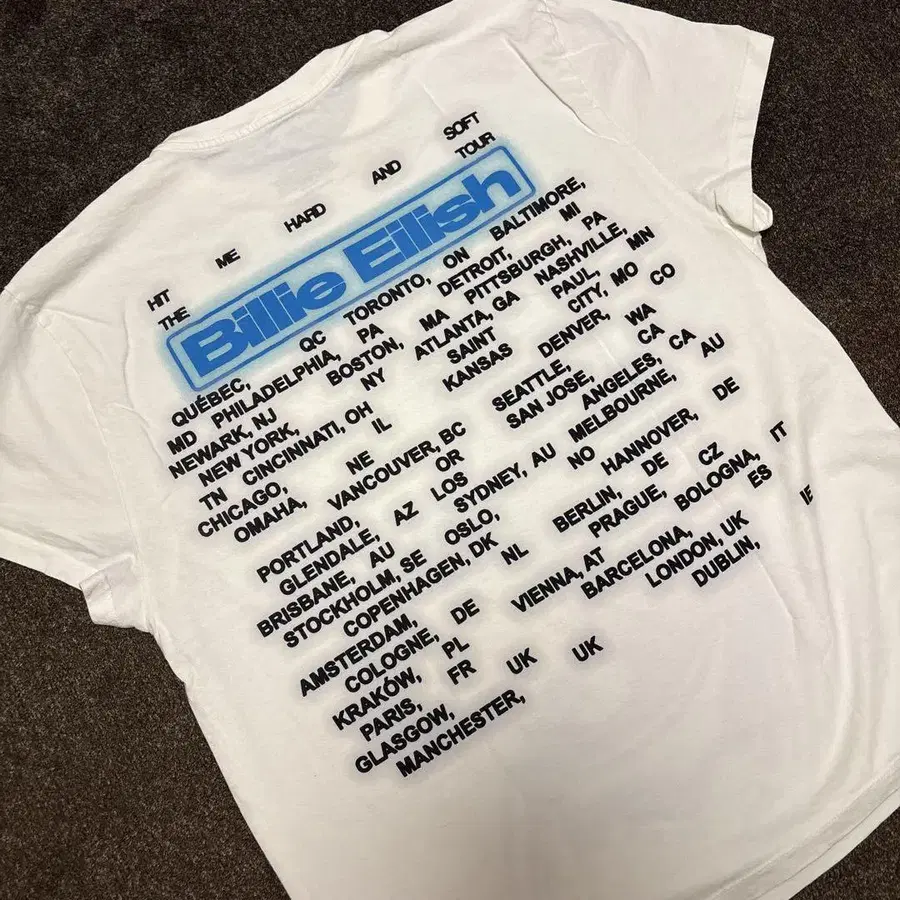 HIT ME HARD AND SOFT
THE TOUR
Billie Eilish
QUÉBEC, QC TORONTO, ON BALTIMORE,
MD PHILADELPHIA, PA DETROIT, MI
NEWARK, NJ BOSTON, MA PITTSBURGH, PA
NEW YORK, NY ATLANTA, GA NASHVILLE,
TN CINCINNATI, OH SAINT PAUL, MN
CHICAGO, IL KANSAS CITY, MO
OMAHA, NE DENVER, CO
VANCOUVER, BC SEATTLE, WA
PORTLAND, OR SAN JOSE, CA
GLENDALE, AZ LOS ANGELES, CA
BRISBANE, AU SYDNEY, AU MELBOURNE, AU
STOCKHOLM, SE OSLO, NO HANNOVER, DE
COPENHAGEN, DK BERLIN, DE
AMSTERDAM, NL PRAGUE, CZ
COLOGNE, DE VIENNA, AT BOLOGNA, IT
KRAKÓW, PL BARCELONA, ES
PARIS, FR LONDON, UK
GLASGOW, UK DUBLIN, IE
MANCHESTER, UK